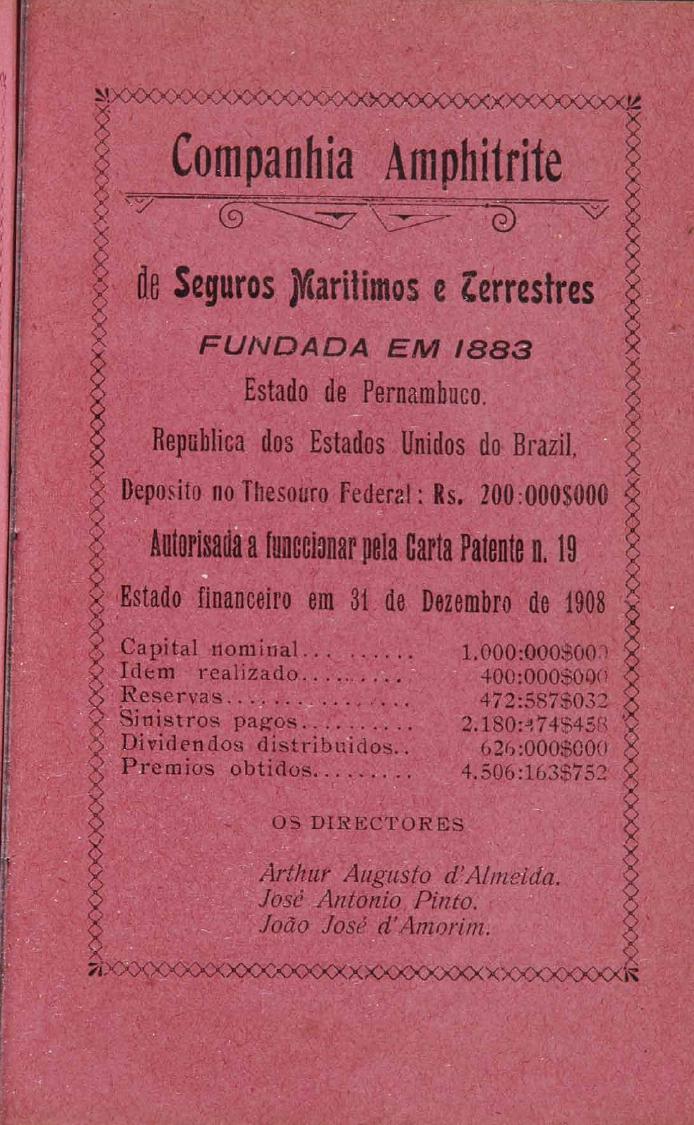 Companhia Amphitrite
de Seguros Maritimos e Terrestres
FUNDADA EM 1883
Estado de Pernambuco.
Republica dos Estados Unidos do Brazil,
Deposito no Thesouro Federal: Rs. 200:000$000
Autorisada a funccionar pela Carta Patente n. 19
Estado financeiro em 31 de Dezembro de 1908
Capital nominal... .......... 1.000:000$000
Idem realizado.......... 400:000$000
Reservas................ 472:587$032
Sinistros pagos.......... 2.180:474$458
Dividendos distribuidos.. 626:000$000
Premios obtidos......... 4.506:163$752
OS DIRECTORES
Arthur Augusto d'Almeida.
José Antonio Pinto.
João José d'Amorim.